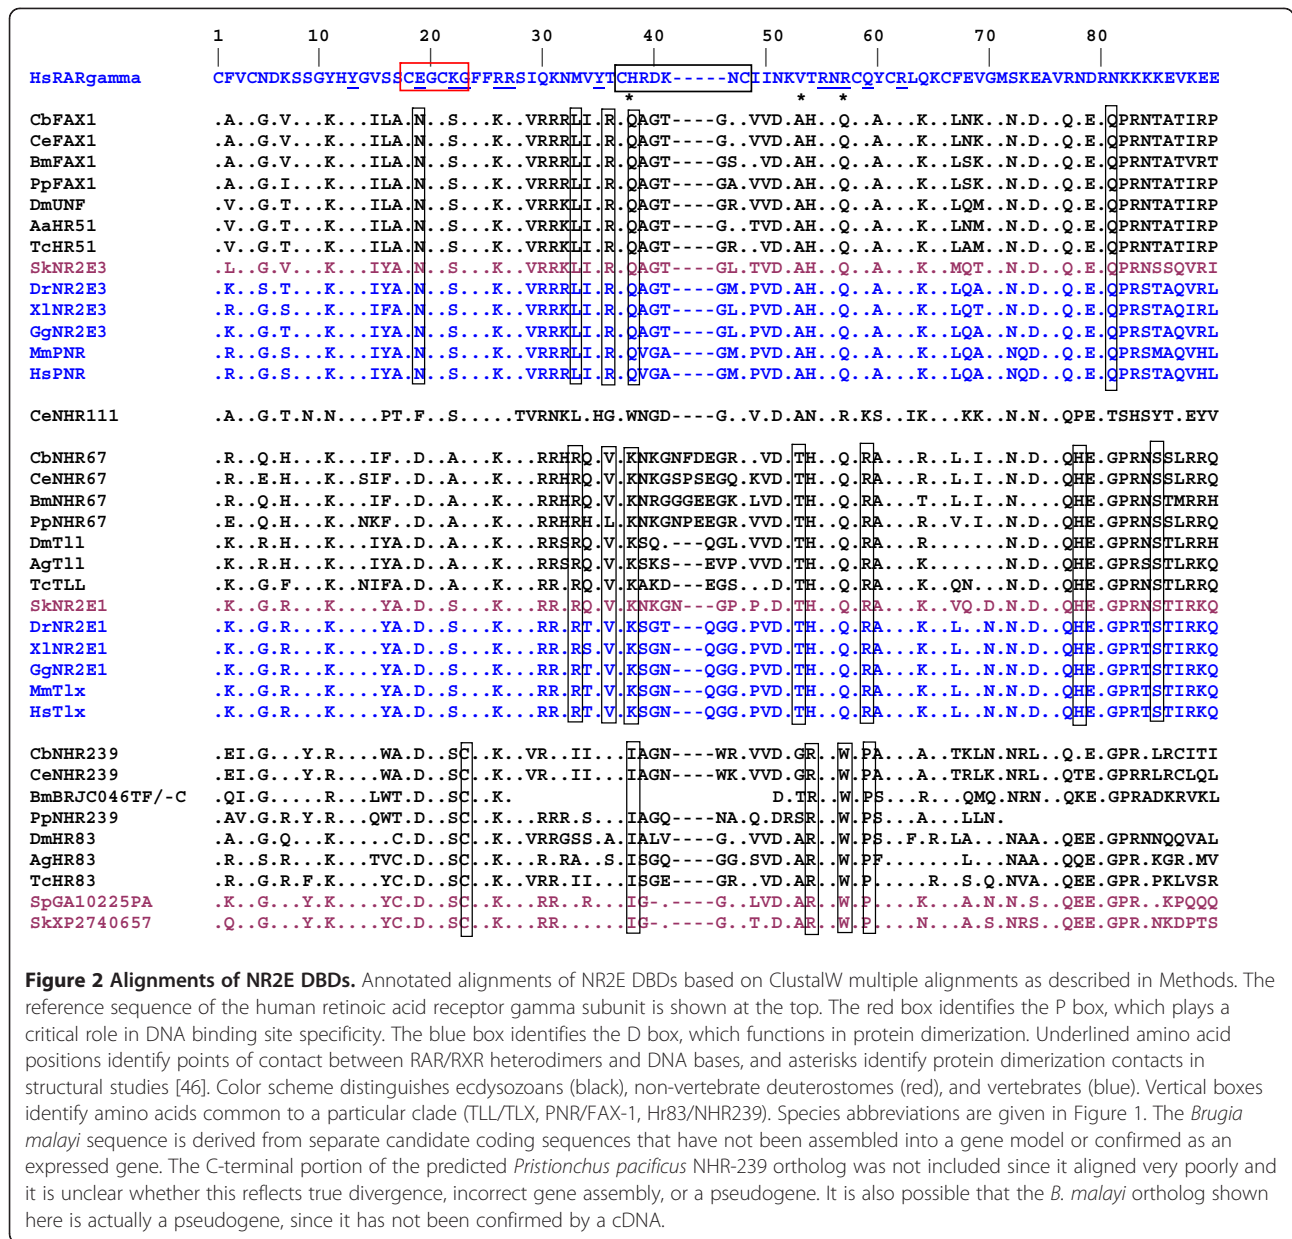 1 10 20 30 40 50 60 70 80
HsRARgamma CFVCNDKSSGYHYGVSSCEGCKGFFRRSIQKNMVYTCHRDK-----NCIINKVTRNRCQYCRLQKCFEVGMSKEAVRNDRNKKKKEVKEE
* * *
CbFAX1 .A..G.V...K...ILA.N..S...K..VRRRLI.R.QAGT----G..VVD.AH..Q..A...K..LNK..N.D..Q.E.QPRNTATIRP
CeFAX1 .A..G.T...K...ILA.N..S...K..VRRRLI.R.QAGT----G..VVD.AH..Q..A...K..LNK..N.D..Q.E.QPRNTATIRP
BmFAX1 .A..G.T...K...ILA.N..S...K..VRRRLI.R.QAGT----GS.VVD.AH..Q..A...K..LSK..N.D..Q.E.QPRNTATVRT
PpFAX1 .A..G.I...K...ILA.N..S...K..VRRRLI.R.QAGT----GA.VVD.AH..Q..A...K..LSK..N.D..Q.E.QPRNTATIRP
DmUNF .V..G.T...K...ILA.N..S...K..VRRKLI.R.QAGT----GR.VVD.AH..Q..A...K..LQM..N.D..Q.E.QPRNTATIRP
AaHR51 .V..G.T...K...ILA.N..S...K..VRRKLI.R.QAGT----G..TVD.AH..Q..A...K..LNM..N.D..Q.E.QPRNTATIRP
TcHR51 .V..G.T...K...ILA.N..S...K..VRRKLI.R.QAGT----GR..VD.AH..Q..A...K..LAM..N.D..Q.E.QPRNTATIRP
SkNR2E3 .L..G.V...K...IYA.N..S...K..VRRKLI.R.QAGT----GL.TVD.AH..Q..A...K..MQT..N.D..Q.E.QPRNSSQVRI
DrNR2E3 .K..S.T...K...IYA.N..S...K..VRRRLI.R.QAGT----GM.PVD.AH..Q..A...K..LQA..N.D..Q.E.QPRSTAQVRL
XlNR2E3 .K..G.S...K...IFA.N..S...K..VRRKLI.R.QAGT----GL.PVD.AH..Q..A...K..LQT..N.D..Q.E.QPRSTAQIRL
GgNR2E3 .K..G.T...K...IYA.N..S...K..VRRKLI.R.QAGT----GL.PVD.AH..Q..A...K..LQA..N.D..Q.E.QPRSTAQVRL
MmPNR .R..G.S...K...IYA.N..S...K..VRRRLI.R.QVGA----GM.PVD.AH..Q..A...K..LQA..NQD..Q.E.QPRSMAQVHL
HsPNR .R..G.S...K...IYA.N..S...K..VRRRLI.R.QVGA----GM.PVD.AH..Q..A...K..LQA..NQD..Q.E.QPRSTAQVHL
CeNHR111 .A..G.T.N.N....PT.F..S.....TVRNKL.HG.WNGD----G..V.D.AN..R.KS..IK...KK..N.N..QPE.TSHSYT.EYV
CbNHR67 .R..Q.H...K...IF..D..A...K...RRHRQ.V.KNKGNFDEGR..VD.TH..Q.RA...R..L.I..N.D..QHE.GPRNSSLRRQ
CeNHR67 .R..E.H...K..SIF..D..A...K...RRHRQ.V.KNKGSPSEGQ.KVD.TH..Q.RA...R..L.I..N.D..QHE.GPRNSSLRRQ
BmNHR67 .R..Q.H...K...IF..D..A...K...RRHRQ.V.KNRGGGEEGK.LVD.TH..Q.RA...T..L.I..N....QHE.GPRNSTMRRH
PpNHR67 .E..Q.H...K..NKF..D..A...K...RRHRH.L.KNKGNPEEGR.VVD.TH..Q.RA...R..V.I..N.D..QHE.GPRNSSLRRQ
DmTll .K..R.H...K...IYA.D..A...K...RRSRQ.V.KSQ.---QGL.VVD.TH..Q.RA...R.......N.D..QHE.GPRNSTLRRH
AgTll .K..R.H...K...IYA.D..A...K...RRSRQ.V.KSKS---EVP.VVD.TH..Q.RA...R.......N.D..QHE.GPRSSTLRRQ
TcTLL .K..G.F...K..NIFA.D..A...K...RR.RQ.V.KAKD---EGS...D.TH..Q.RA...K..QN...N.D..QHE.GPRNSTLRRQ
SkNR2E1 .K..G.R...K....YA.D..S...K...RR.RQ.V.KNKGN---GP.P.D.TH..Q.RA...K..VQ.D.N.D..QHE.GPRNSTIRKQ
DrNR2E1 .K..G.R...K....YA.D..S...K...RR.RT.V.KSGT---QGG.PVD.TH..Q.RA...K..L..N.N.D..QHE.GPRTSTIRKQ
XlNR2E1 .K..G.R...K....YA.D..S...K...RR.RS.V.KSGN---QGG.PVD.TH..Q.RA...K..L..N.N.D..QHE.GPRTSTIRKQ
GgNR2E1 .K..G.R...K....YA.D..S...K...RR.RT.V.KSGN---QGG.PVD.TH..Q.RA...K..L..N.N.D..QHE.GPRTSTIRKQ
MmTlx .K..G.R...K....YA.D..S...K...RR.RT.V.KSGN---QGG.PVD.TH..Q.RA...K..L..N.N.D..QHE.GPRTSTIRKQ
HsTlx .K..G.R...K....YA.D..S...K...RR.RT.V.KSGN---QGG.PVD.TH..Q.RA...K..L..N.N.D..QHE.GPRTSTIRKQ
CbNHR239 .EI.G...Y.R....WA.D..SC..K..VR..II...IAGN----WR.VVD.GR..W.PA...A..TKLN.NRL..Q.E.GPR.LRCITI
CeNHR239 .EI.G...Y.R....WA.D..SC..K..VR..II...IAGN----WK.VVD.GR..W.PA...A..TRLK.NRL..QTE.GPRRLRCLQL
BmBRJC046TF/-C .QI.G.....R...LWT.D..SC..K. D.TR..W.PS...R...QMQ.NRN..QKE.GPRADKRVKL
PpNHR239 .AV.G.R.Y.R...QWT.D..SC..K...RRR.S...IAGQ----NA.Q.DRSR..W.PS...A...LLN.
DmHR83 .A..G.Q...K.....C.D..SC..K..VRRGSS.A.IALV----G..VVD.AR..W.PS..F.R.LA...NAA..QEE.GPRNNQQVAL
AgHR83 .R..S.R...K...TVC.D..SC..K...R.RA..S.ISGQ----GG.SVD.AR..W.PF.......L...NAA..QQE.GPR.KGR.MV
TcHR83 .R..G.R.F.K....YC.D..SC..K..VRR.II...ISGE----GR..VD.AR..W.P.....R..S.Q.NVA..QEE.GPR.PKLVSR
SpGA10225PA .R..G...Y.K....YC.D..SC..K...RR..R...IG-.----G..LVD.AR..W.P....K...A.N.N.S..QEE.GPR..KPQQQ
SkXP2740657 .Q..G...Y.K....YC.D..SC..K...RR......IG-.----G..T.D.AR..W.P....N...A.S.NRS..QEE.GPR.NKDPTS
Figure 2 Alignments of NR2E DBDs. Annotated alignments of NR2E DBDs based on ClustalW multiple alignments as described in Methods. The
reference sequence of the human retinoic acid receptor gamma subunit is shown at the top. The red box identifies the P box, which plays a
critical role in DNA binding site specificity. The blue box identifies the D box, which functions in protein dimerization. Underlined amino acid
positions identify points of contact between RAR/RXR heterodimers and DNA bases, and asterisks identify protein dimerization contacts in
structural studies [46]. Color scheme distinguishes ecdysozoans (black), non-vertebrate deuterostomes (red), and vertebrates (blue). Vertical boxes
identify amino acids common to a particular clade (TLL/TLX, PNR/FAX-1, Hr83/NHR239). Species abbreviations are given in Figure 1. The Brugia
malayi sequence is derived from separate candidate coding sequences that have not been assembled into a gene model or confirmed as an
expressed gene. The C-terminal portion of the predicted Pristionchus pacificus NHR-239 ortholog was not included since it aligned very poorly and
it is unclear whether this reflects true divergence, incorrect gene assembly, or a pseudogene. It is also possible that the B. malayi ortholog shown
here is actually a pseudogene, since it has not been confirmed by a cDNA.